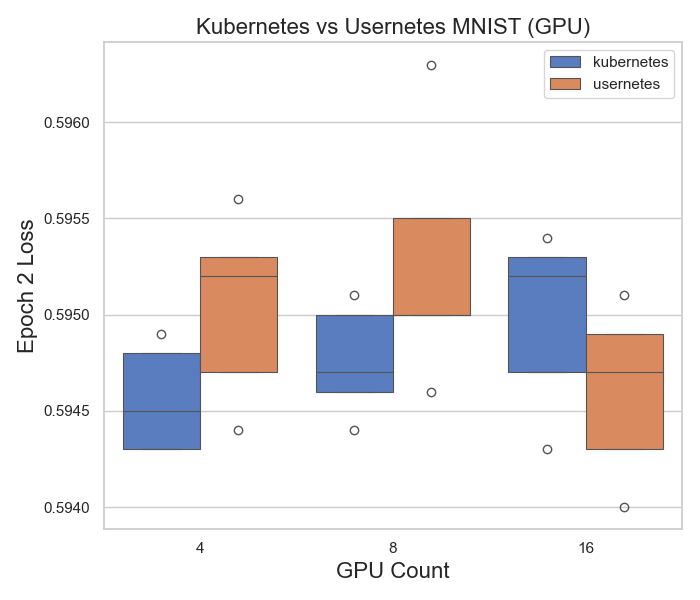 Kubernetes vs Usernetes MNIST (GPU)
kubernetes
usernetes
0.5960
0.5955
0.5950
0.5945
0.5940
Epoch 2 Loss
4
8
16
GPU Count